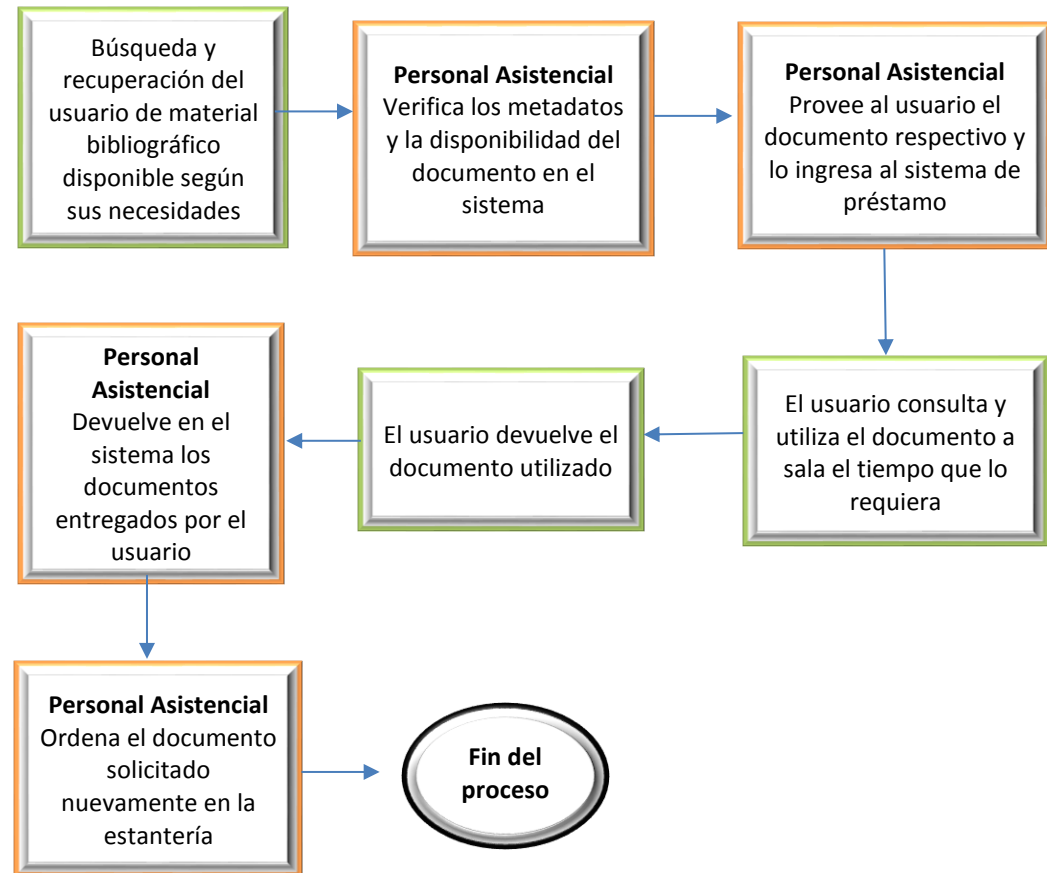 Búsqueda y
recuperación del
usuario de material
bibliográfico
disponible según
sus necesidades
Personal Asistencial
Verifica los metadatos
y la disponibilidad del
documento en el
sistema
Personal Asistencial
Provee al usuario el
documento respectivo y
lo ingresa al sistema de
préstamo
El usuario consulta y
utiliza el documento a
sala el tiempo que lo
requiera
El usuario devuelve el
documento utilizado
Personal
Asistencial
Devuelve en el
sistema los
documentos
entregados por el
usuario
Personal Asistencial
Ordena el documento
solicitado
nuevamente en la
estantería
Fin del
proceso